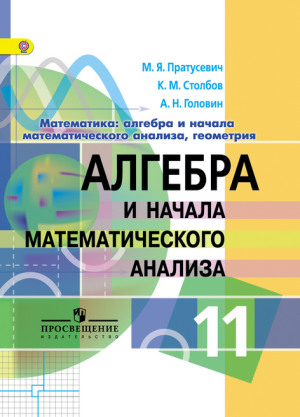 М. Я. Пратусевич
К. М. Столбов
А. Н. Головин
Математика: алгебра и начала
математического анализа, геометрия
АЛГЕБРА
И НАЧАЛА
МАТЕМАТИЧЕСКОГО
АНАЛИЗА
ПРОСВЕЩЕНИЕ
ИЗДАТЕЛЬСТВО
11